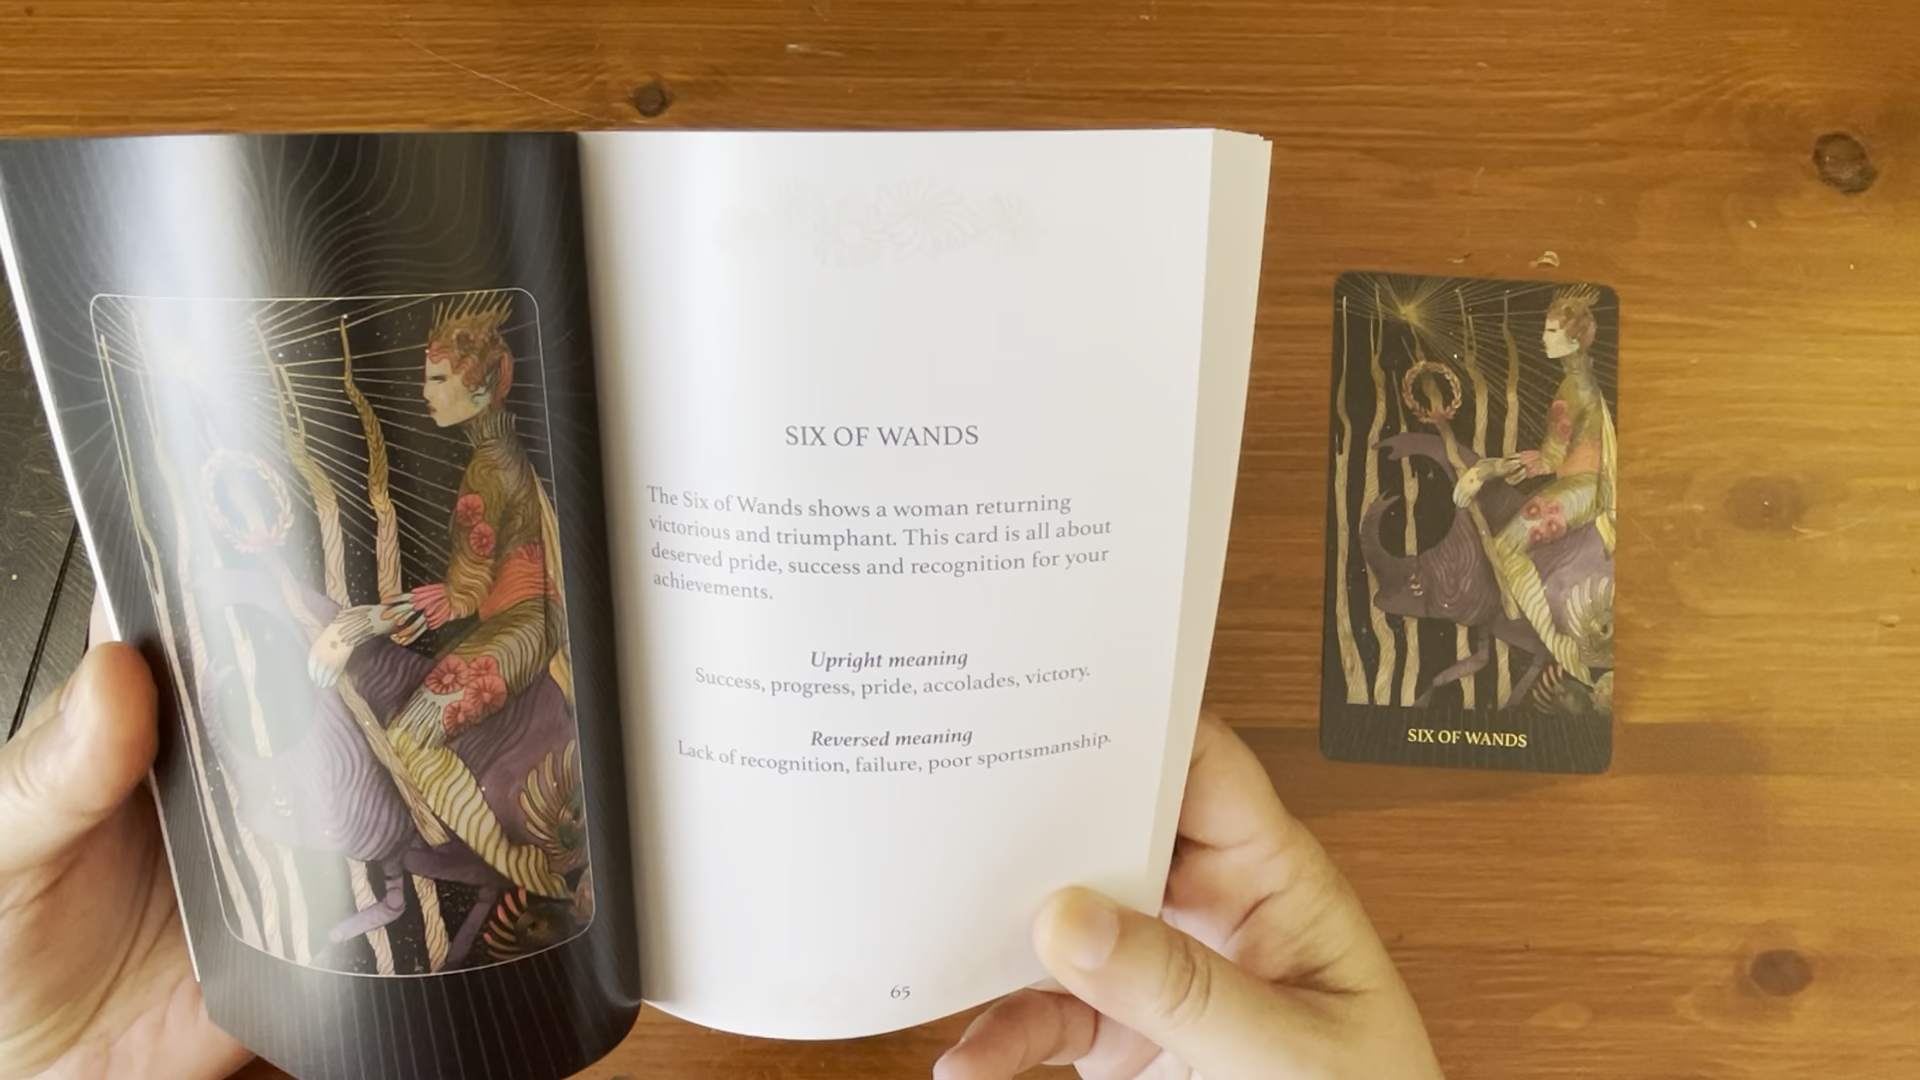 SIX OF WANDS
The Six of Wands shows a woman returning
victorious and triumphant. This card is all about
deserved pride, success and recognition for your
achievements.
Upright meaning
Success, progress, pride, accolades, victory.
Reversed meaning
Lack of recognition, failure, poor sportsmanship.
65
SIX OF WANDS